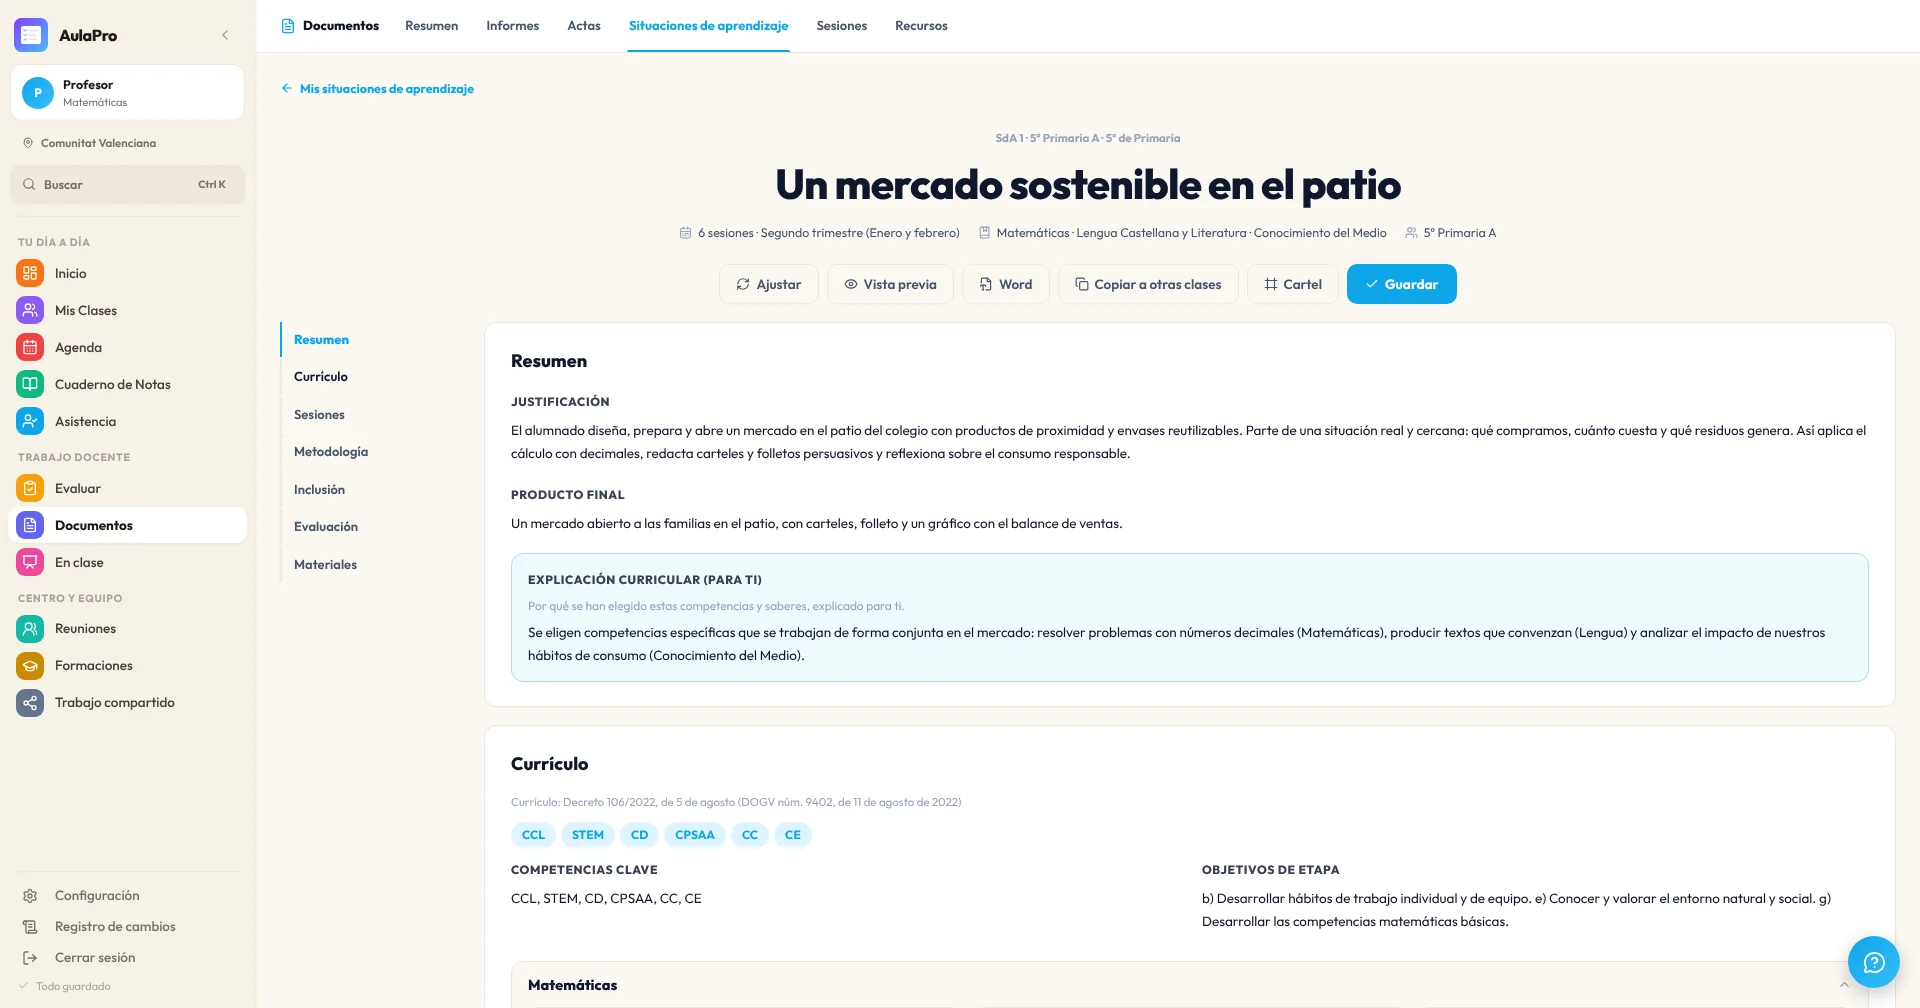 AulaPro
P
Profesor
Matemáticas
Comunitat Valenciana
Buscar
Ctrl K
TU DÍA A DÍA
Inicio
Mis Clases
Agenda
Cuaderno de Notas
Asistencia
TRABAJO DOCENTE
Evaluar
Documentos
En clase
CENTRO Y EQUIPO
Reuniones
Formaciones
Trabajo compartido
Configuración
Registro de cambios
Cerrar sesión
Todo guardado
Documentos
Resumen
Informes
Actas
Situaciones de aprendizaje
Sesiones
Recursos
Mis situaciones de aprendizaje
SdA 1 · 5º Primaria A · 5º de Primaria
Un mercado sostenible en el patio
6 sesiones · Segundo trimestre (Enero y febrero)
Matemáticas · Lengua Castellana y Literatura · Conocimiento del Medio
5º Primaria A
Ajustar
Vista previa
Word
Copiar a otras clases
Cartel
Guardar
Resumen
Currículo
Sesiones
Metodología
Inclusión
Evaluación
Materiales
Resumen
JUSTIFICACIÓN
El alumnado diseña, prepara y abre un mercado en el patio del colegio con productos de proximidad y envases reutilizables. Parte de una situación real y cercana: qué compramos, cuánto cuesta y qué residuos genera. Así aplica el
cálculo con decimales, redacta carteles y folletos persuasivos y reflexiona sobre el consumo responsable.
PRODUCTO FINAL
Un mercado abierto a las familias en el patio, con carteles, folleto y un gráfico con el balance de ventas.
EXPLICACIÓN CURRICULAR (PARA TI)
Por qué se han elegido estas competencias y saberes, explicado para ti.
Se eligen competencias específicas que se trabajan de forma conjunta en el mercado: resolver problemas con números decimales (Matemáticas), producir textos que convenzan (Lengua) y analizar el impacto de nuestros
hábitos de consumo (Conocimiento del Medio).
Currículo
Currículo: Decreto 106/2022, de 5 de agosto (DOGV núm. 9402, de 11 de agosto de 2022)
CCL
STEM
CD
CPSAA
CC
CE
COMPETENCIAS CLAVE
CCL, STEM, CD, CPSAA, CC, CE
OBJETIVOS DE ETAPA
b) Desarrollar hábitos de trabajo individual y de equipo. e) Conocer y valorar el entorno natural y social. g)
Desarrollar las competencias matemáticas básicas.
Matemáticas